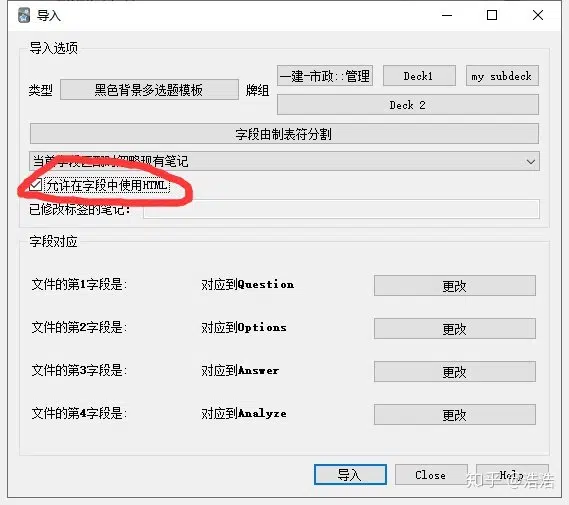 导入
导入选项
类型 黑色背景多选题模板 牌组 一建-市政::管理 Deck1 my subdeck
Deck 2
字段由制表符分割
当前字段匹配时忽略现有笔记
允许在字段中使用HTML
已修改标签的笔记：
字段对应
文件的第1字段是: 对应到Question 更改
文件的第2字段是: 对应到Options 更改
文件的第3字段是: 对应到Answer 更改
文件的第4字段是: 对应到Analyze 更改
导入 Close Help
知乎 @浩浩